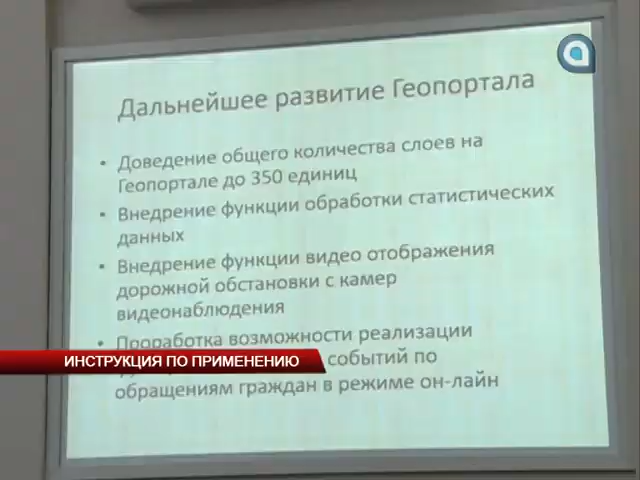 Дальнейшее развитие Геопортала
• Доведение общего количества слоев на
Геопортале до 350 единиц
• Внедрение функции обработки статистических
данных
• Внедрение функции видео отображения
дорожной обстановки с камер
видеонаблюдения
• Проработка возможности реализации
событий по
обращениям граждан в режиме он-лайн
ИНСТРУКЦИЯ ПО ПРИМЕНЕНИЮ